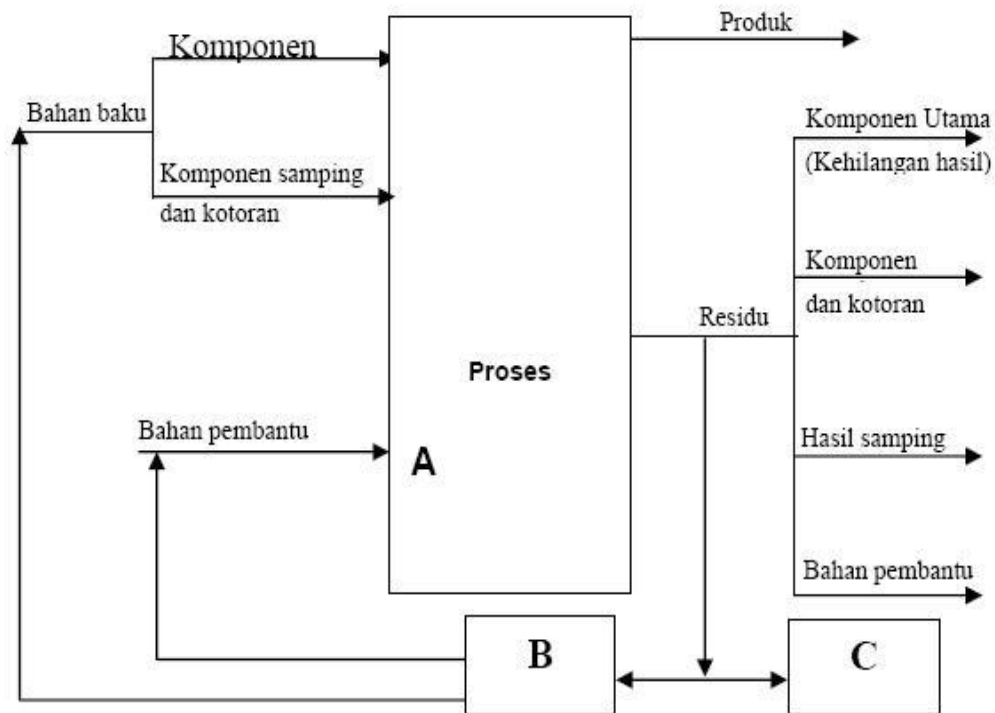 Produk
Komponen
Bahan baku
Komponen samping
dan kotoran
Komponen Utama
(Kehilangan hasil)
Komponen
dan kotoran
Residu
Proses
Bahan pembantu
A
Hasil samping
Bahan pembantu
B
C